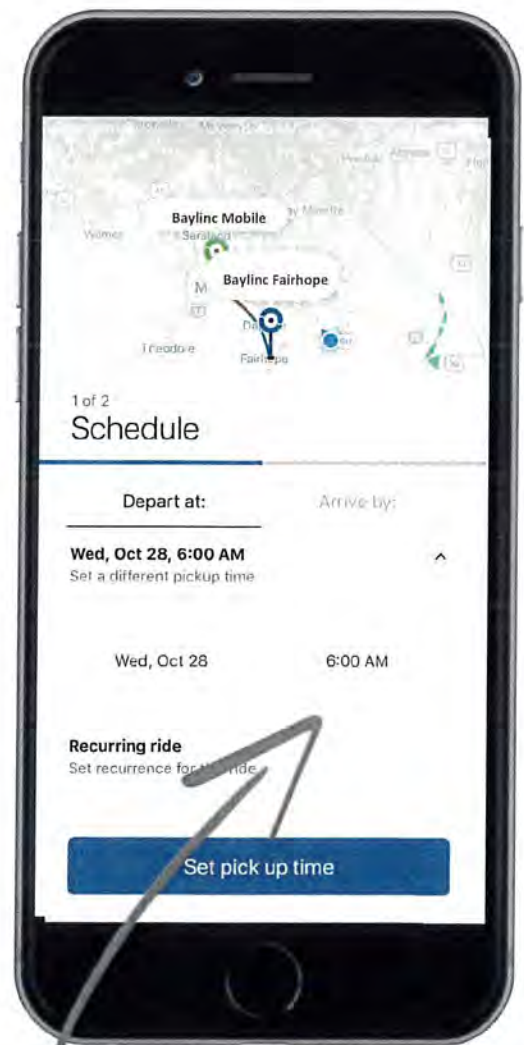 Baylinc Mobile
Baylinc Fairhope
Theodore
Fairhope
1 of 2
Schedule
Depart at:
Arrive by:
Wed, Oct 28, 6:00 AM
Set a different pickup time
Wed, Oct 28
6:00 AM
Recurring ride
Set recurrence for ride
Set pick up time